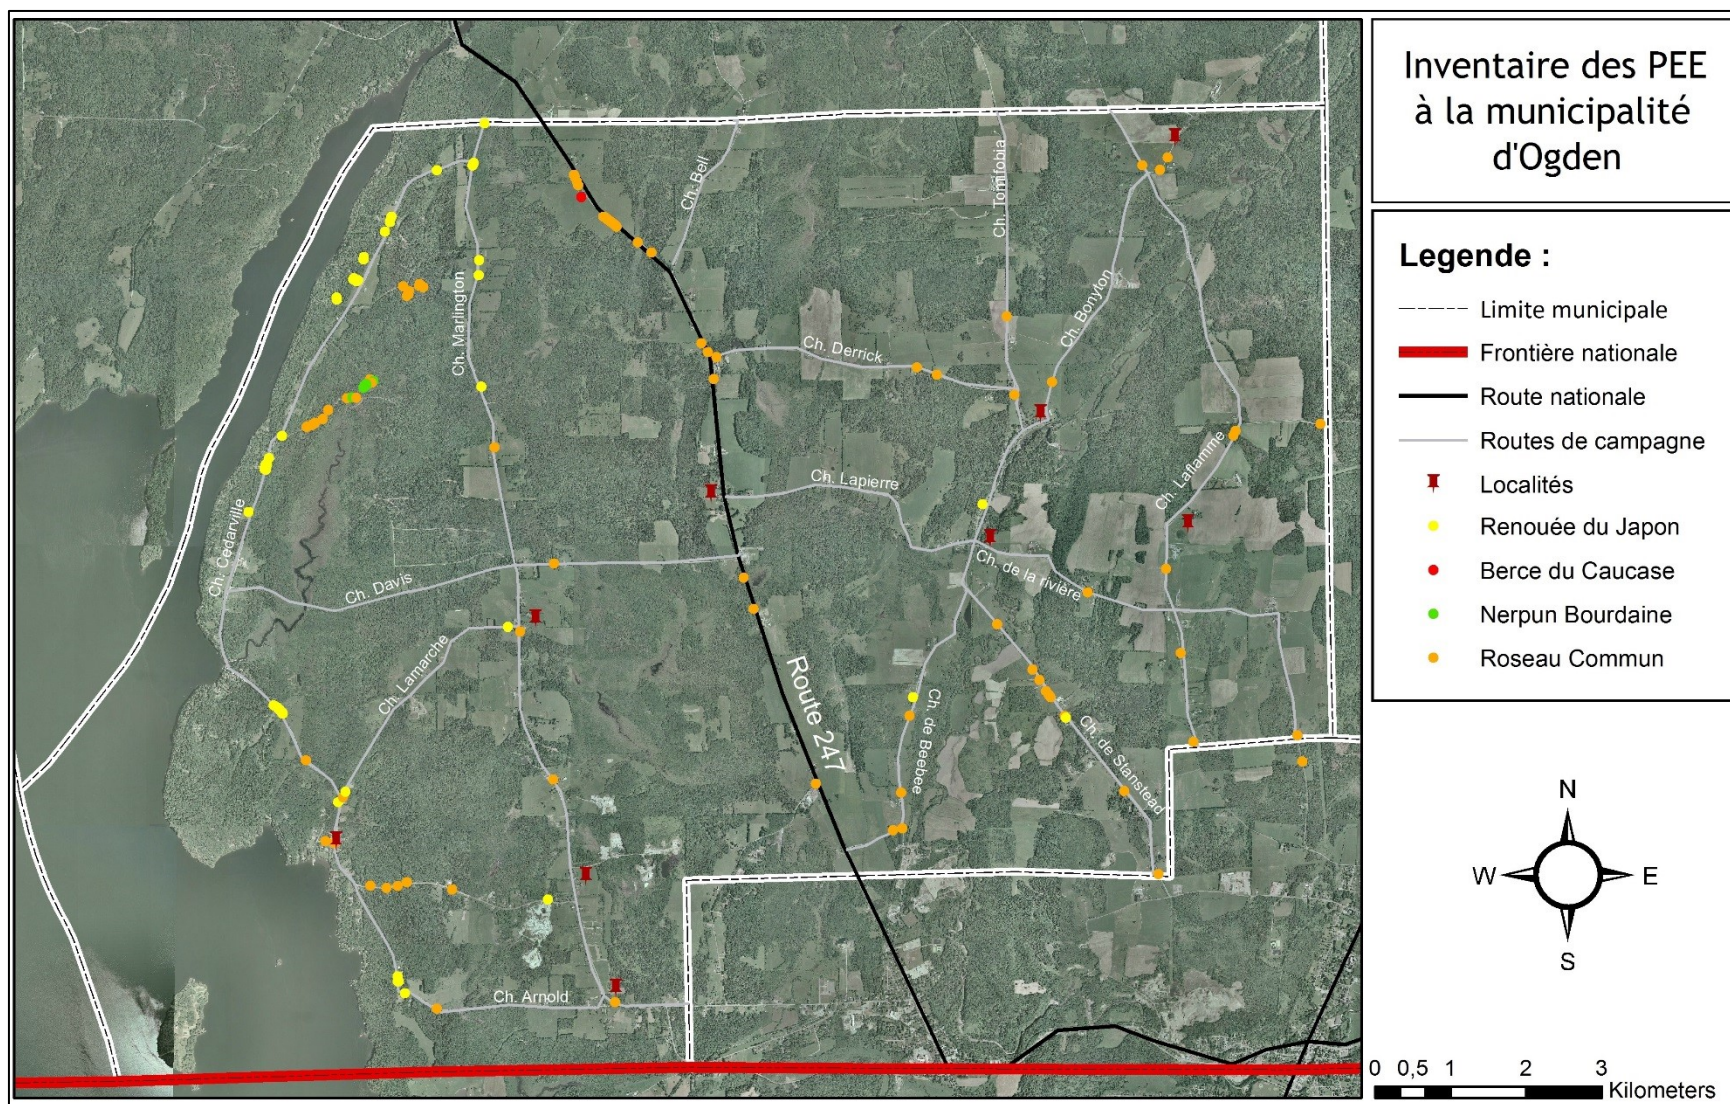 Inventaire des PEE
à la municipalité
d'Ogden
Legende :
Limite municipale
Frontière nationale
Route nationale
Routes de campagne
Localités
Renouée du Japon
Berce du Caucase
Nerpun Bourdaine
Roseau Commun
N
W
E
S
0 0,5 1 2 3
Kilometers
Ch. Bell
Ch. Tomifobia
Ch. Bonyton
Ch. Marlington
Ch. Derrick
Ch. Laflamme
Ch. Lapierre
Ch. Cedarville
Ch. Davis
Ch. de la rivière
Ch. Lamarche
Route 247
Ch. de Beebee
Ch. de Stanstead
Ch. Arnold